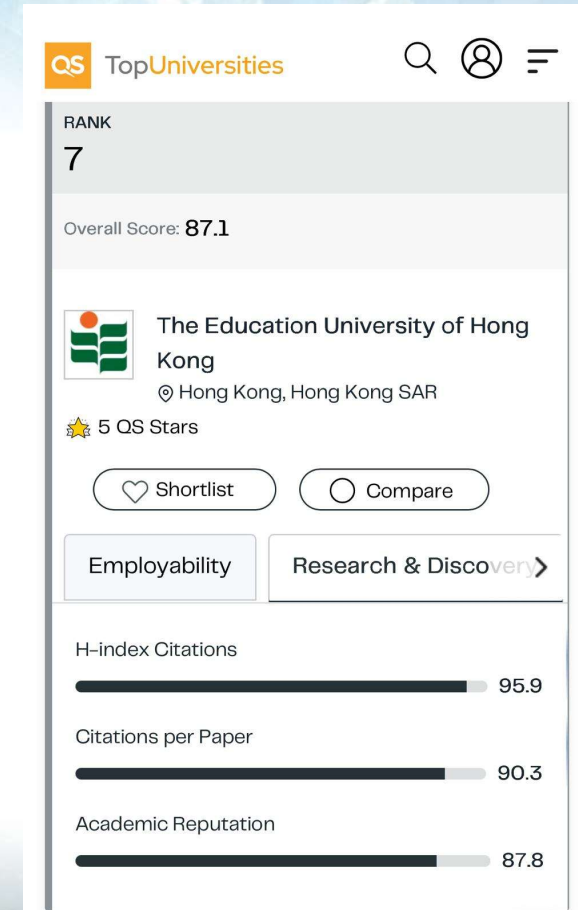 QS TopUniversities
RANK
7
Overall Score: 87.1
The Education University of Hong
Kong
Hong Kong, Hong Kong SAR
5 QS Stars
Shortlist
Compare
Employability
Research & Discovery
H-index Citations
95.9
Citations per Paper
90.3
Academic Reputation
87.8